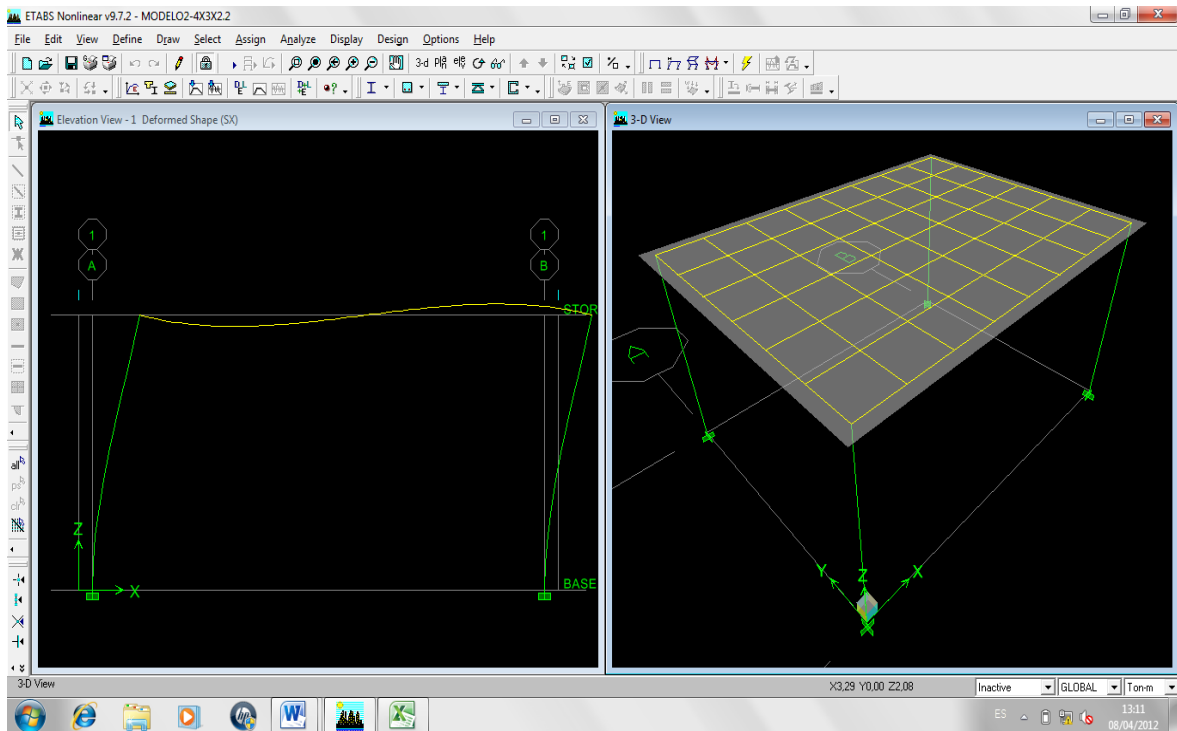 ETABS Nonlinear v9.7.2 - MODELO2-4X3X2.2
File Edit View Define Draw Select Assign Analyze Display Design Options Help
3-d
all
ps
clr
Elevation View - 1 Deformed Shape (SX)
1
A
1
B
STOR
Z
X
BASE
3-D View
B
A
Y
Z
X
3-D View
X3,29 Y0,00 Z2,08
Inactive
GLOBAL
Ton-m
ES
13:11
08/04/2012